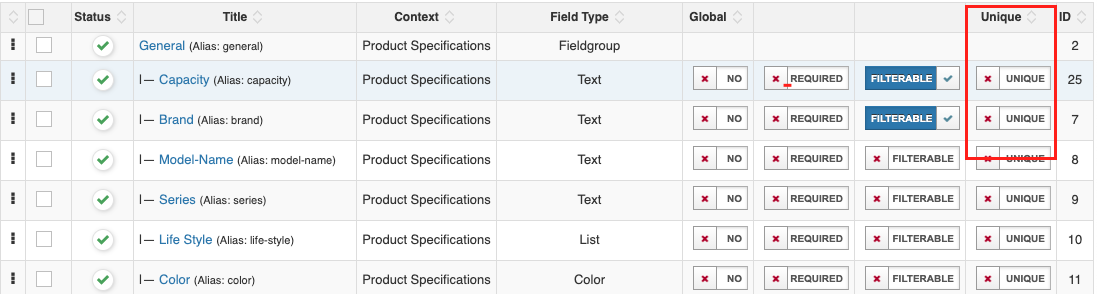 Status Title Context Field Type Global Unique ID
General (Alias: general) Product Specifications Fieldgroup 2
|— Capacity (Alias: capacity) Product Specifications Text NO REQUIRED FILTERABLE UNIQUE 25
|— Brand (Alias: brand) Product Specifications Text NO REQUIRED FILTERABLE UNIQUE 7
|— Model-Name (Alias: model-name) Product Specifications Text NO REQUIRED FILTERABLE UNIQUE 8
|— Series (Alias: series) Product Specifications Text NO REQUIRED FILTERABLE UNIQUE 9
|— Life Style (Alias: life-style) Product Specifications List NO REQUIRED FILTERABLE UNIQUE 10
|— Color (Alias: color) Product Specifications Color NO REQUIRED FILTERABLE UNIQUE 11